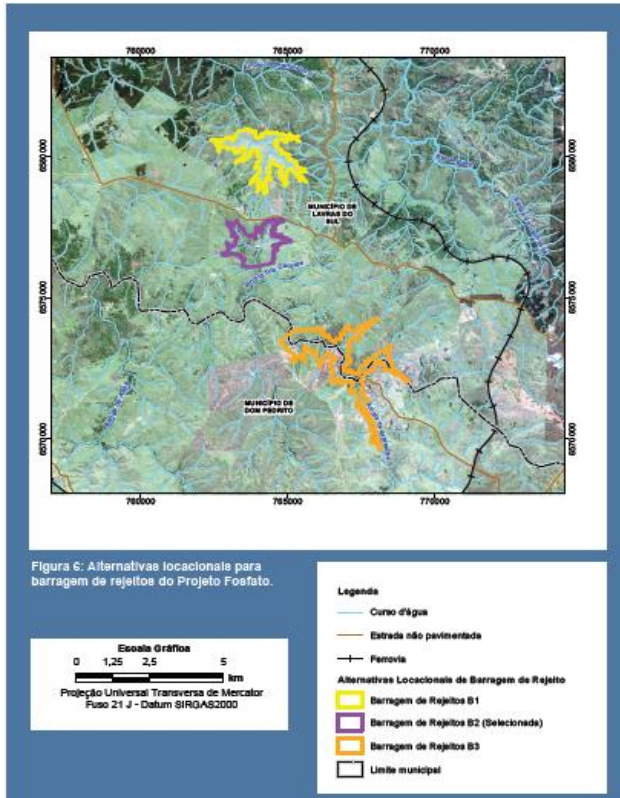 760000 765000 770000
6580000 6580000
MUNICÍPIO DE
LAVRAS DO
SUL
6575000 6575000
MUNICÍPIO DE
DOM PEDRITO
6570000 6570000
760000 765000 770000
Figura 6: Alternativas locacionais para
barragem de rejeitos do Projeto Fosfato.
Escala Gráfica
0 1,25 2,5 5
km
Projeção Universal Transversa de Mercator
Fuso 21 J - Datum SIRGAS2000
Legenda
Curso d'água
Estrada não pavimentada
Ferrovia
Alternativas Locacionais de Barragem de Rejeito
Barragem de Rejeitos B1
Barragem de Rejeitos B2 (Selecionada)
Barragem de Rejeitos B3
Limite municipal